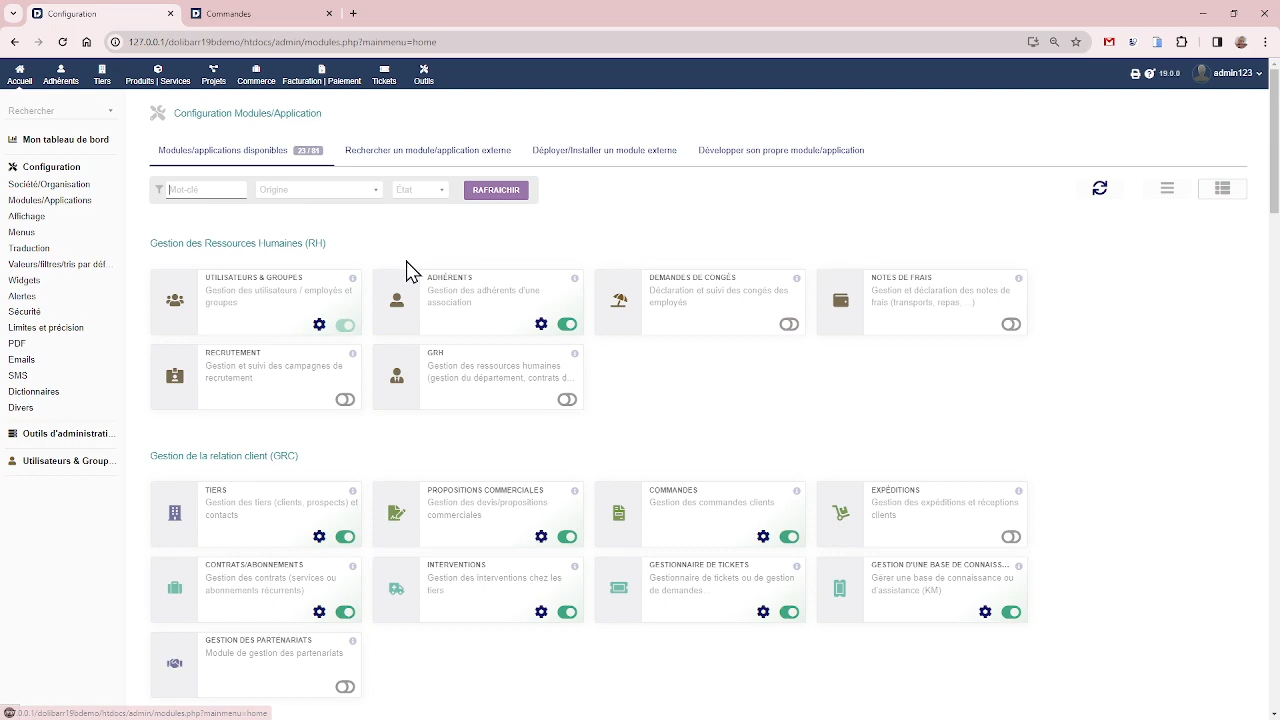 Configuration
Commandes
127.0.0.1/dolibarr19bdemo/htdocs/admin/modules.php?mainmenu=home
Accueil
Adhérents
Tiers
Produits | Services
Projets
Commerce
Facturation | Paiement
Tickets
Outils
19.0.0
admin123
Rechercher
Mon tableau de bord
Configuration
Société/Organisation
Modules/Applications
Affichage
Menus
Traduction
Valeurs/filtres/tris par déf...
Widgets
Alertes
Sécurité
Limites et précision
PDF
Emails
SMS
Dictionnaires
Divers
Outils d'administrati...
Utilisateurs & Group...
Configuration Modules/Application
Modules/applications disponibles 23 / 81
Rechercher un module/application externe
Déployer/Installer un module externe
Développer son propre module/application
Mot-clé
Origine
État
RAFRAICHIR
Gestion des Ressources Humaines (RH)
UTILISATEURS & GROUPES
Gestion des utilisateurs / employés et
groupes
ADHÉRENTS
Gestion des adhérents d'une
association
DEMANDES DE CONGÉS
Déclaration et suivi des congés des
employés
NOTES DE FRAIS
Gestion et déclaration des notes de
frais (transports, repas, ...)
RECRUTEMENT
Gestion et suivi des campagnes de
recrutement
GRH
Gestion des ressources humaines
(gestion du département, contrats d...
Gestion de la relation client (GRC)
TIERS
Gestion des tiers (clients, prospects) et
contacts
PROPOSITIONS COMMERCIALES
Gestion des devis/propositions
commerciales
COMMANDES
Gestion des commandes clients
EXPÉDITIONS
Gestion des expéditions et réceptions
clients
CONTRATS/ABONNEMENTS
Gestion des contrats (services ou
abonnements récurrents)
INTERVENTIONS
Gestion des interventions chez les
tiers
GESTIONNAIRE DE TICKETS
Gestionnaire de tickets ou de gestion
de demandes...
GESTION D'UNE BASE DE CONNAISS...
Gérer une base de connaissance ou
d'assistance (KM)
GESTION DES PARTENARIATS
Module de gestion des partenariats
7.0.0.1/dolibarr19bdemo/htdocs/admin/modules.php?mainmenu=home